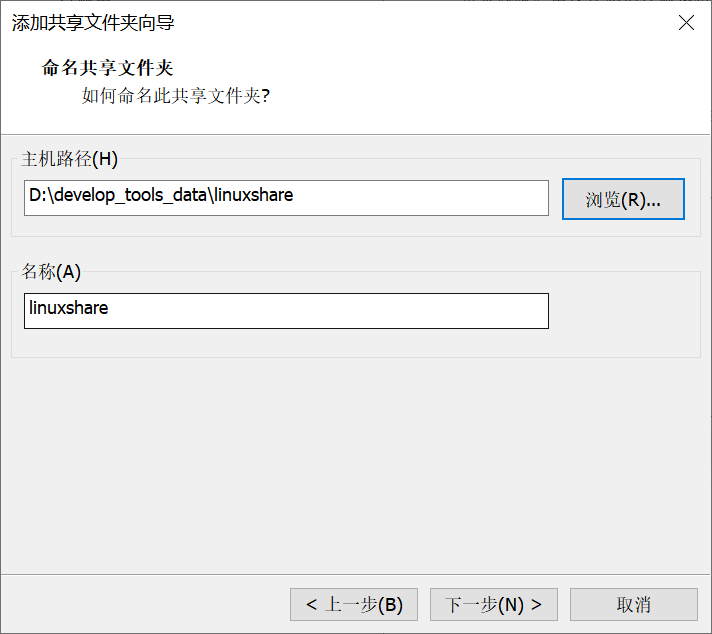 添加共享文件夹向导
命名共享文件夹
如何命名此共享文件夹?
主机路径(H)
D:\develop_tools_data\linuxshare
浏览(R)...
名称(A)
linuxshare
< 上一步(B)
下一步(N) >
取消